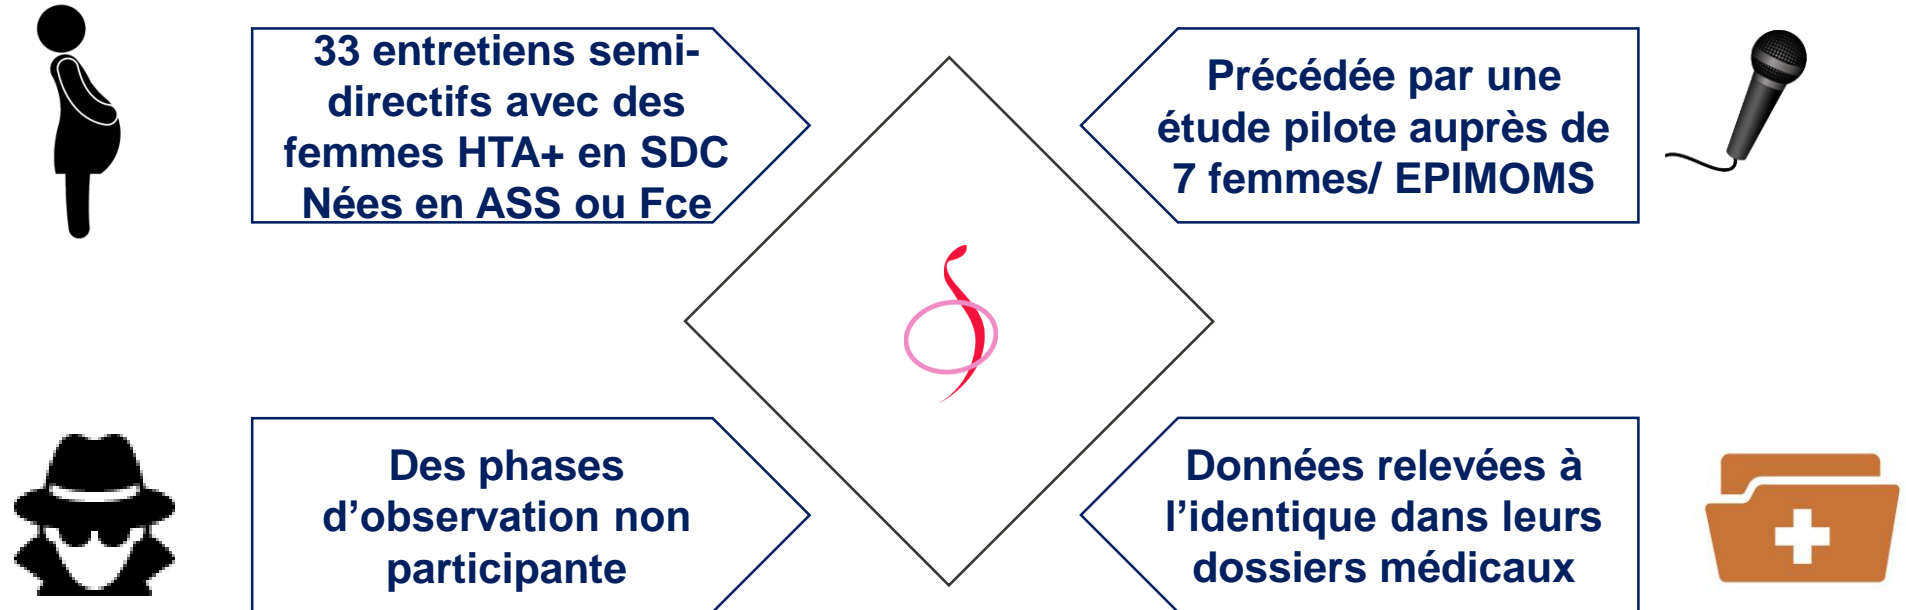 33 entretiens semi-
directifs avec des
femmes HTA+ en SDC
Nées en ASS ou Fce
Précédée par une
étude pilote auprès de
7 femmes/ EPIMOMS
Des phases
d’observation non
participante
Données relevées à
l’identique dans leurs
dossiers médicaux